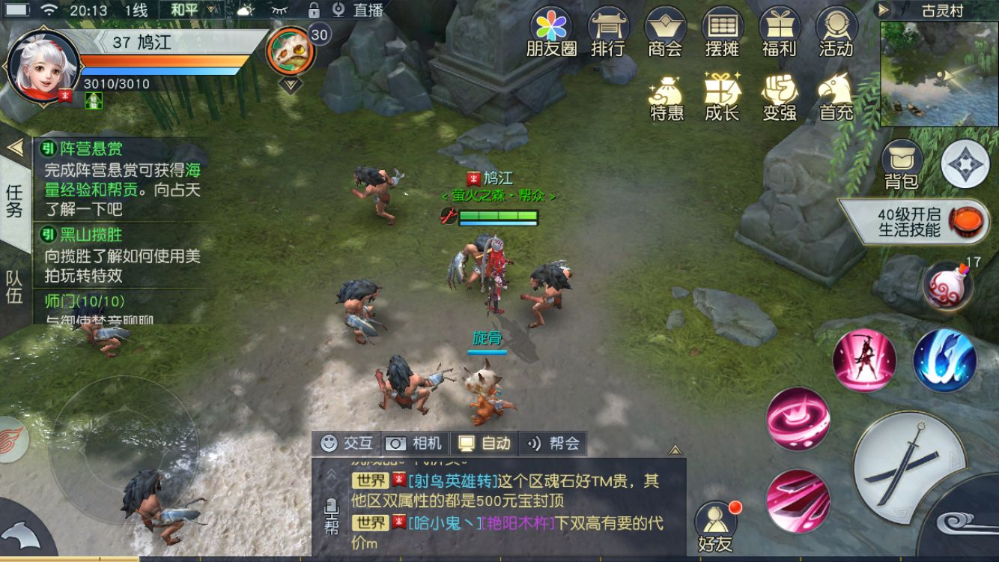 20:13 1线 和平 直播
37 鸠江
30
3010/3010
朋友圈 排行 商会 摆摊 福利 活动
古灵村
特惠 成长 变强 首充
任务
队伍
引 阵营悬赏
完成阵营悬赏可获得海
量经验和帮贡。向占天
了解一下吧
引 黑山揽胜
向揽胜了解如何使用美
拍玩转特效
师门(10/10)
与御使梵音聊聊
鸠江
<萤火之森·帮众>
旋骨
背包
40级开启
生活技能
17
交互 相机 自动 帮会
世界 [射鸟英雄转]这个区魂石好TM贵，其
他区双属性的都是500元宝封顶
世界 [哈小鬼丶][艳阳木杵]下双高有要的代
价m
帮
好友